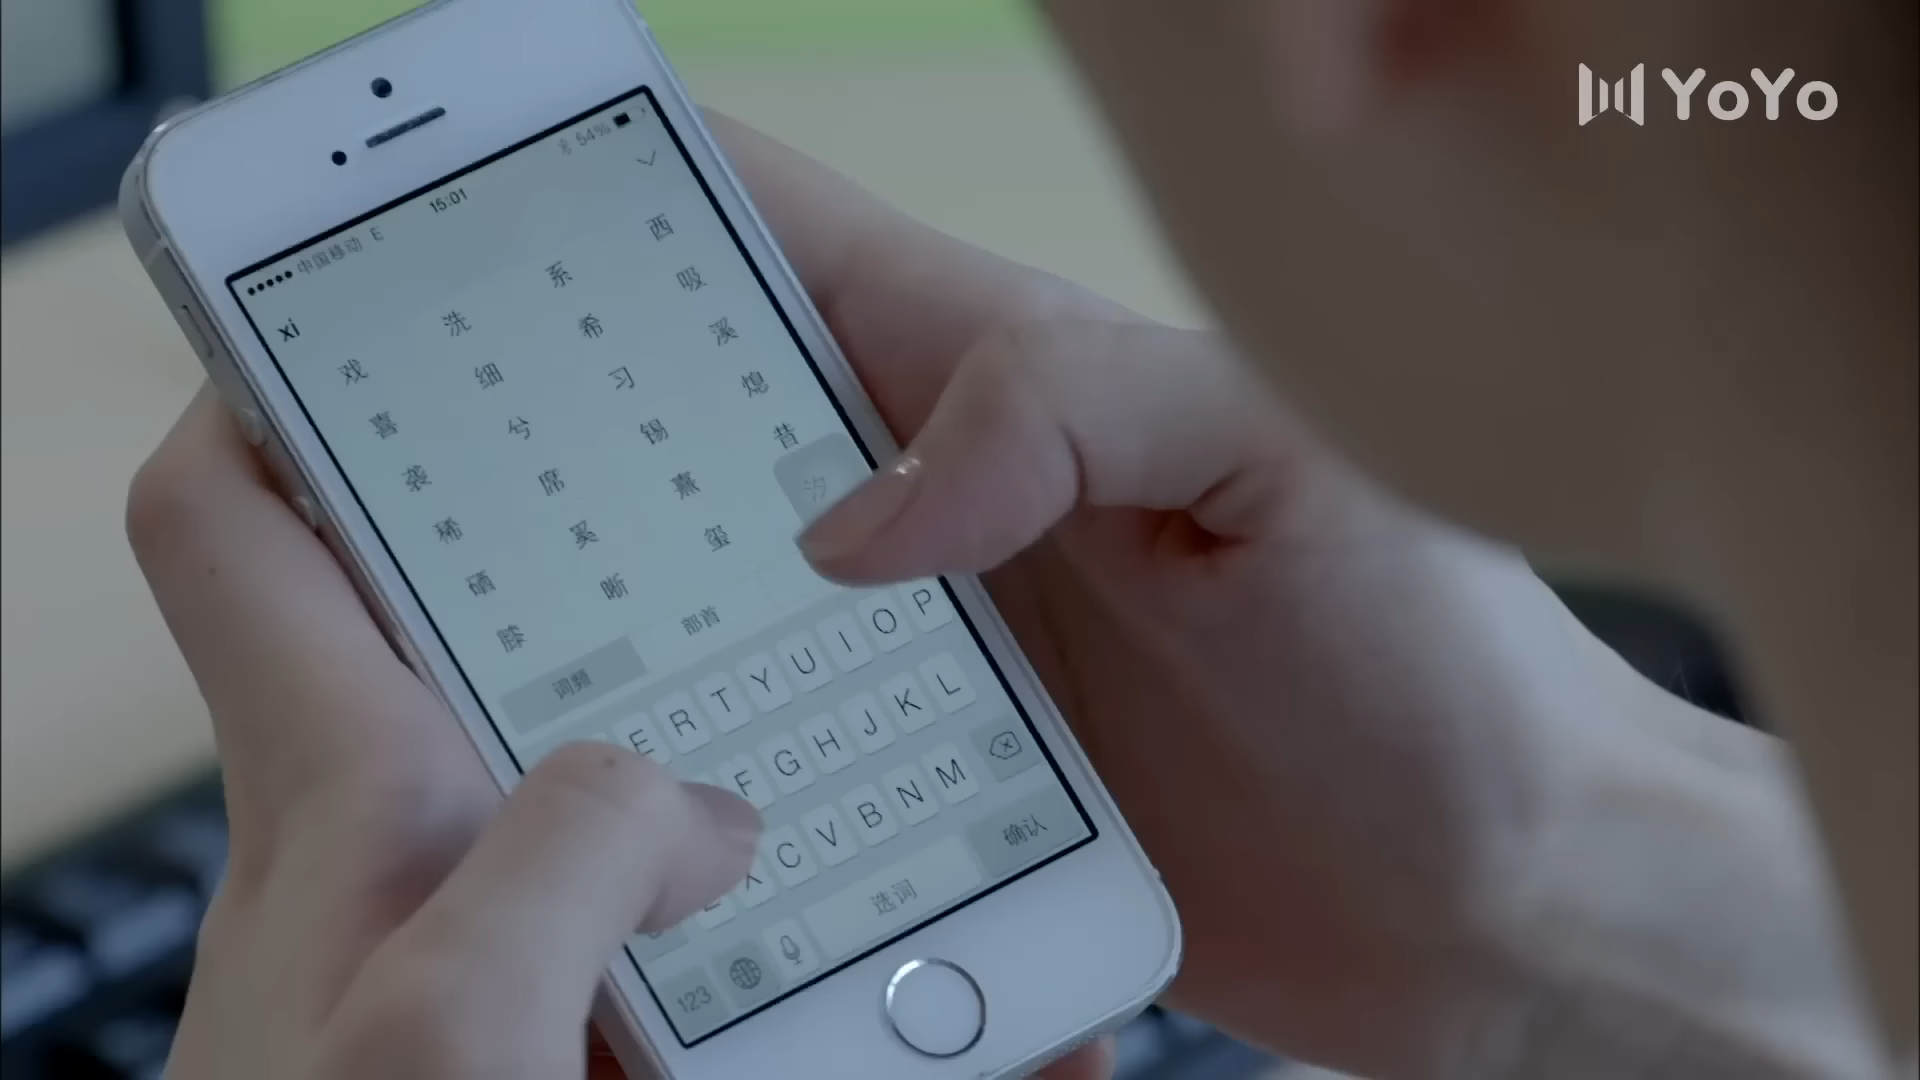 YoYo
中国移动 E 15:01 54%
xi
戏 洗 系 西
喜 细 希 吸
袭 兮 习 溪
稀 席 锡 熄
硒 奚 熹 昔
膝 晰 玺 汐
词频 部首
E R T Y U I O P
F G H J K L
X C V B N M
123 选词 确认